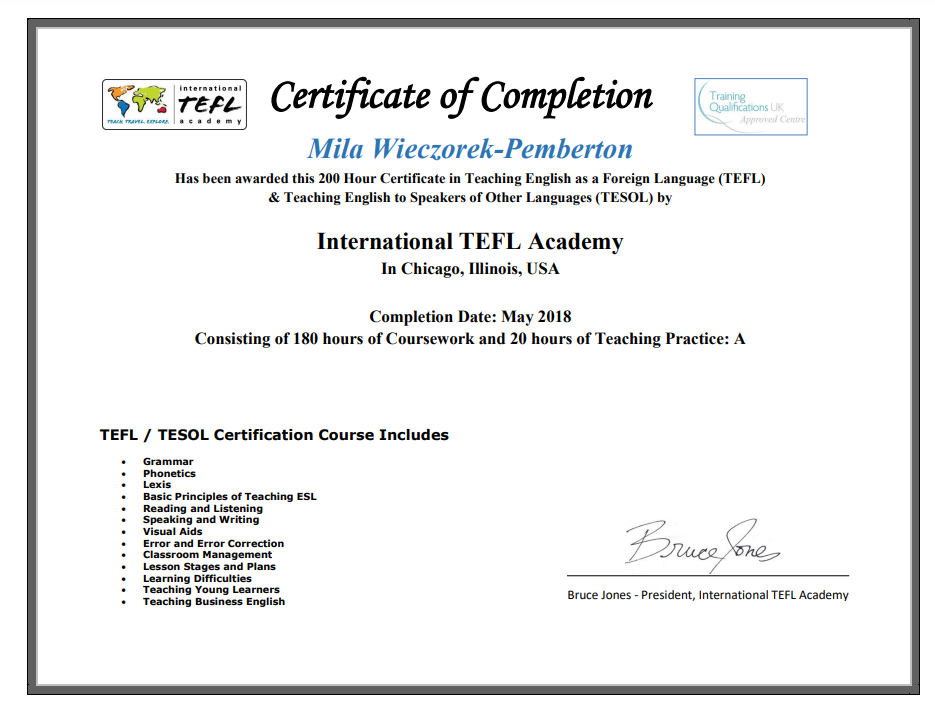 international
TEFL
academy
TEACH. TRAVEL. EXPLORE.
Certificate of Completion
Training
Qualifications UK
Approved Centre
Mila Wieczorek-Pemberton
Has been awarded this 200 Hour Certificate in Teaching English as a Foreign Language (TEFL)
& Teaching English to Speakers of Other Languages (TESOL) by
International TEFL Academy
In Chicago, Illinois, USA
Completion Date: May 2018
Consisting of 180 hours of Coursework and 20 hours of Teaching Practice: A
TEFL / TESOL Certification Course Includes
• Grammar
• Phonetics
• Lexis
• Basic Principles of Teaching ESL
• Reading and Listening
• Speaking and Writing
• Visual Aids
• Error and Error Correction
• Classroom Management
• Lesson Stages and Plans
• Learning Difficulties
• Teaching Young Learners
• Teaching Business English
Bruce Jones
Bruce Jones - President, International TEFL Academy